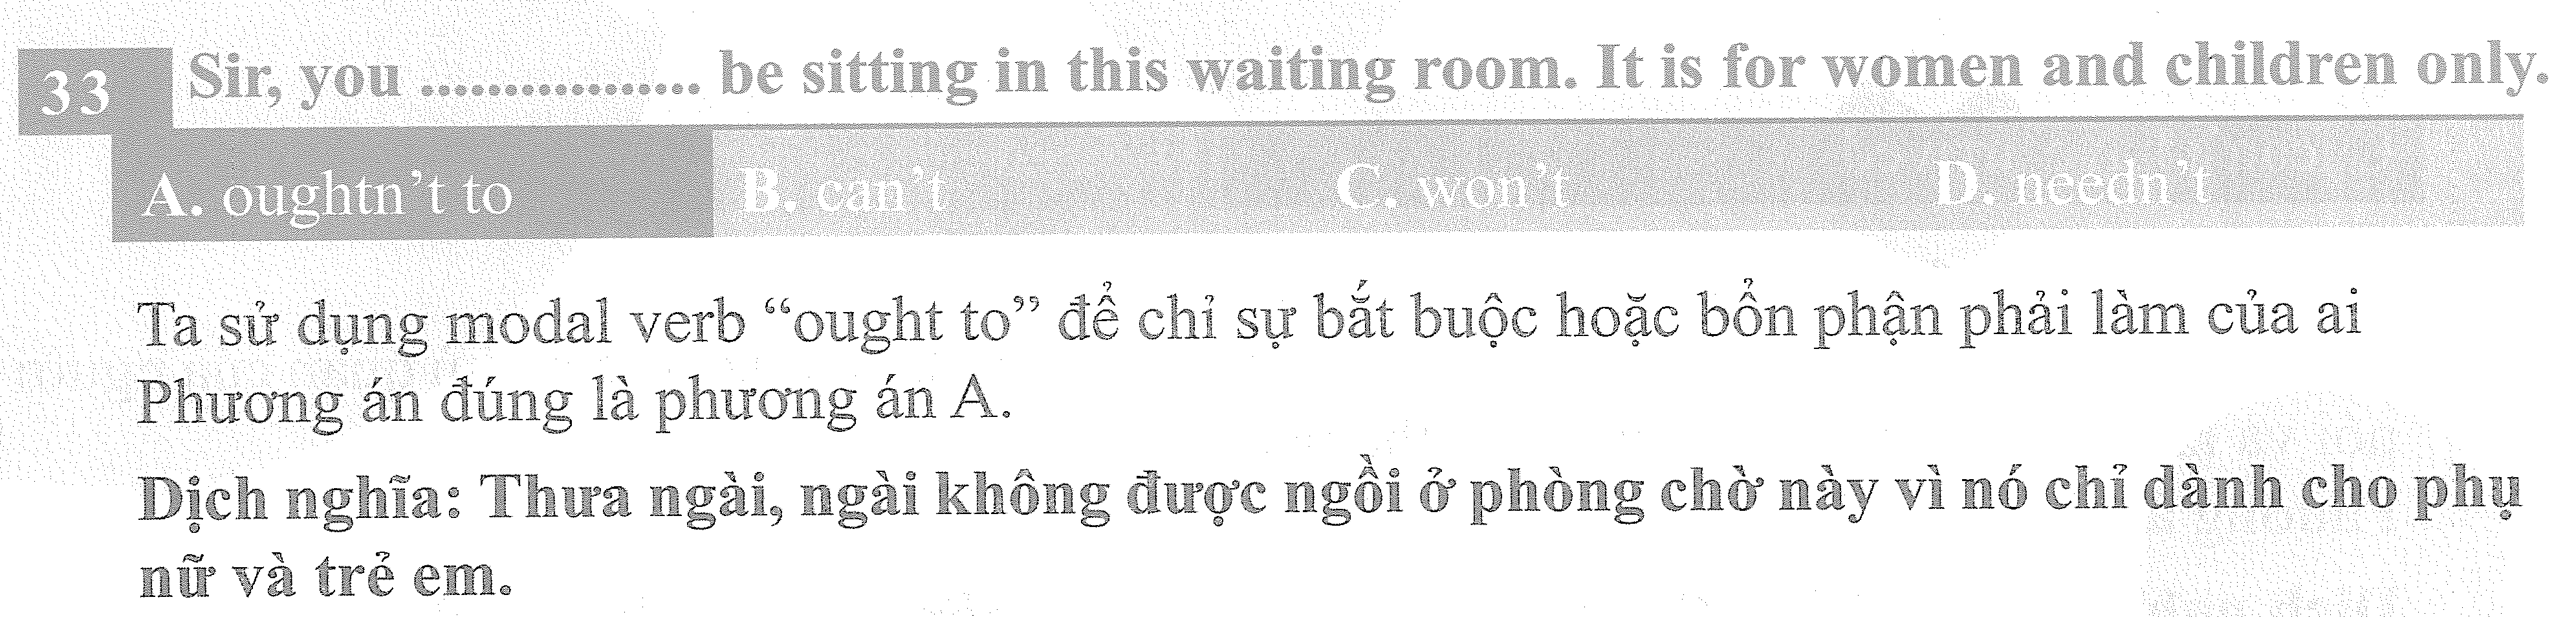 33 Sir, you ................. be sitting in this waiting room. It is for women and children only.
A. oughtn't to B. can't C. won't D. needn't
Ta sử dụng modal verb “ought to” để chỉ sự bắt buộc hoặc bổn phận phải làm của ai
Phương án đúng là phương án A.
Dịch nghĩa: Thưa ngài, ngài không được ngồi ở phòng chờ này vì nó chỉ dành cho phụ
nữ và trẻ em.